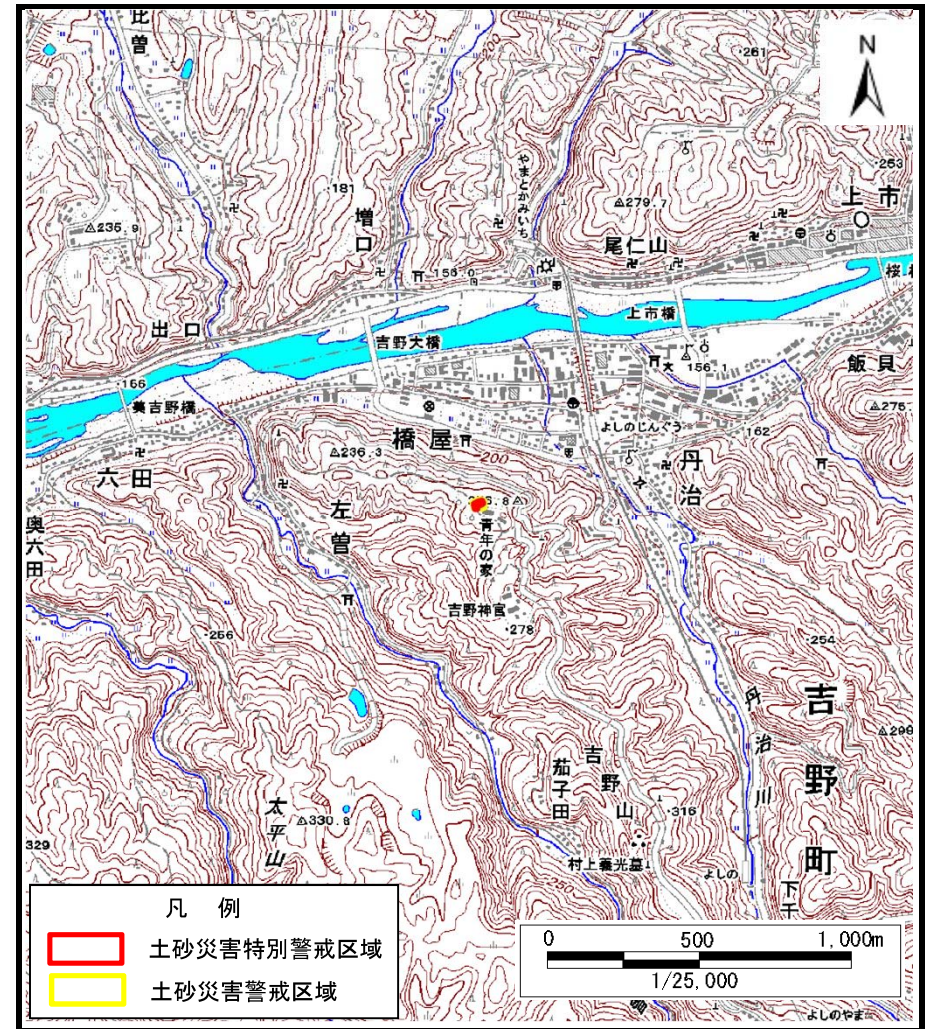 比曽
200
・261
N
・253
・181
やまとかみいち
△279.7
上市
△235.9
増口
尾仁山
156.0
桜
出口
上市橋
吉野大橋
飯貝
大 156.1
・156
美吉野橋
△275
よしのじんぐう
162
橋屋
△236.3
200
六田
丹治
左曽
6.8△
奥六田
青年の家
吉野神宮
・278
・256
・254
吉野町
丹治川
△299
吉野山
茄子田
太平山
△330.8
・316
329
村上義光墓
よしの
250
下千
凡 例
土砂災害特別警戒区域
土砂災害警戒区域
0 500 1,000m
1/25,000
よしのやま